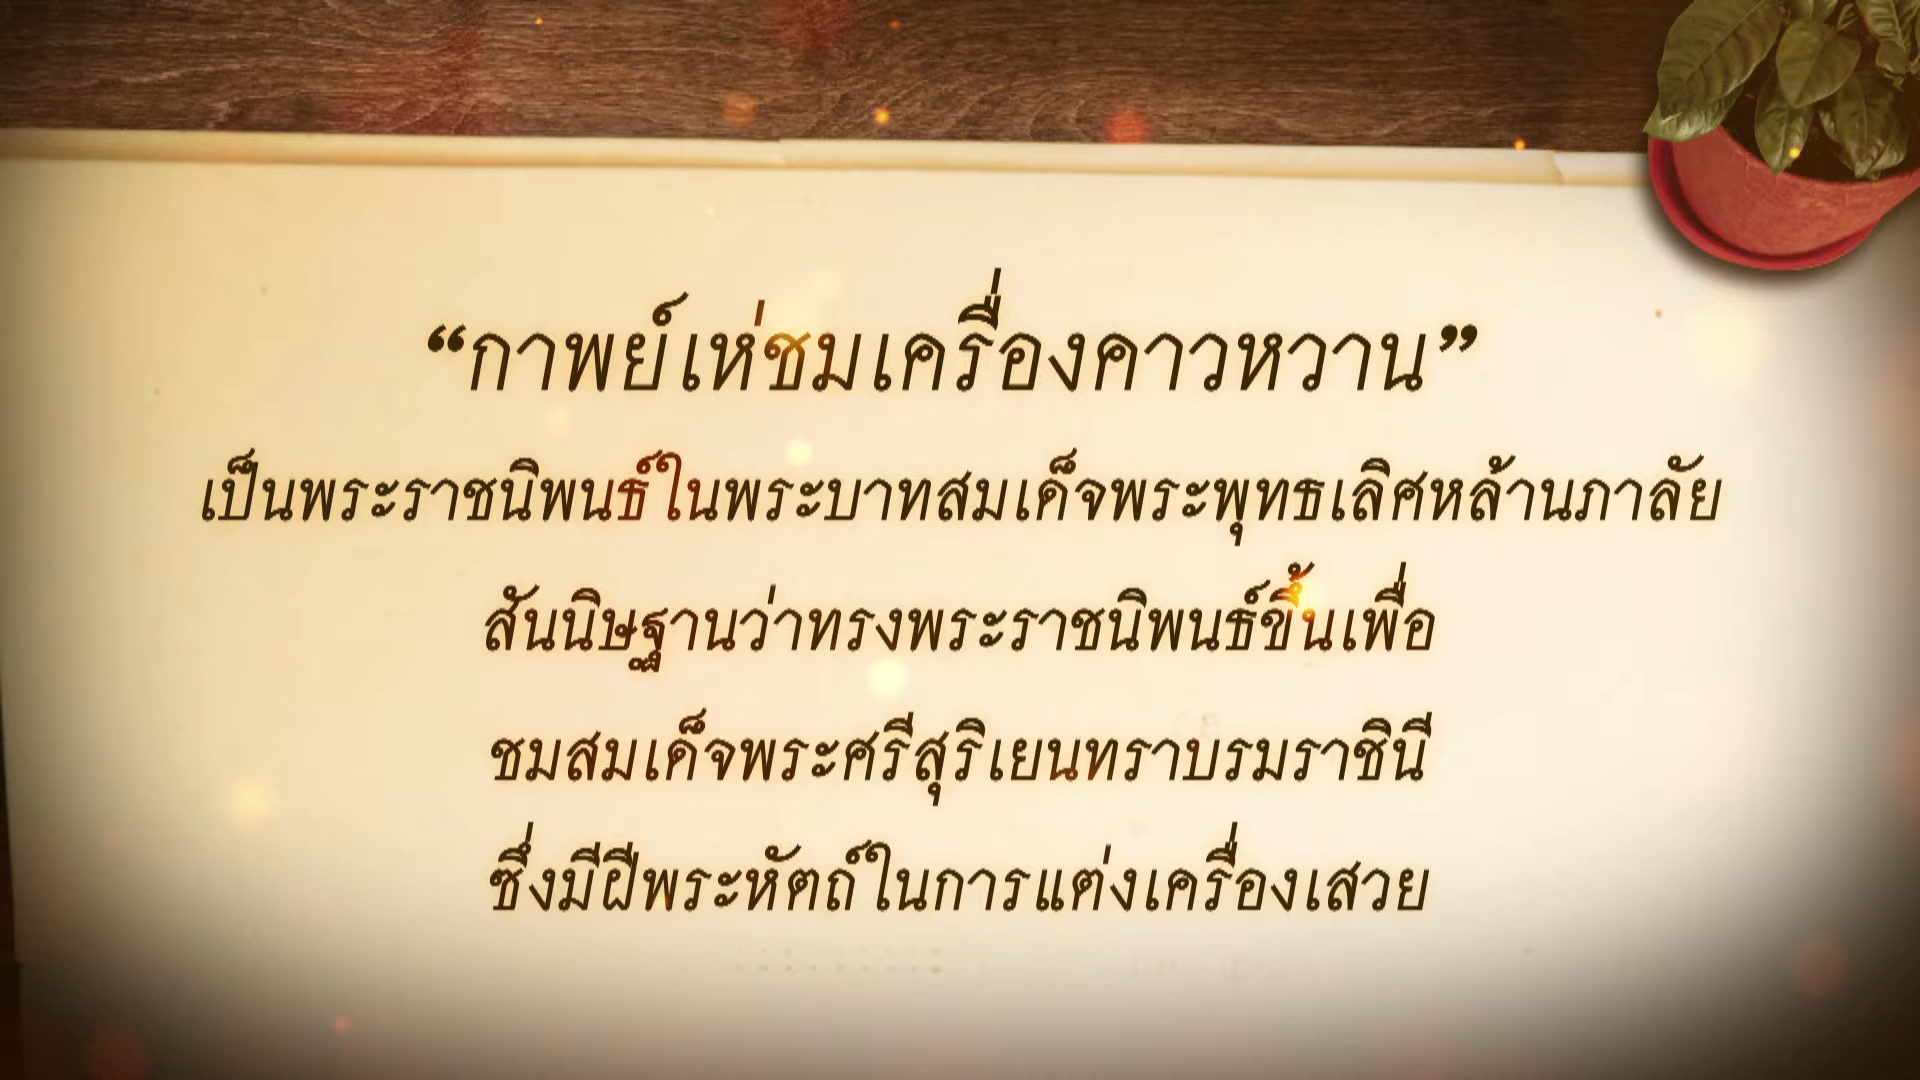 “กาพย์เห่ชมเครื่องคาวหวาน”
เป็นพระราชนิพนธ์ในพระบาทสมเด็จพระพุทธเลิศหล้านภาลัย
สันนิษฐานว่าทรงพระราชนิพนธ์ขึ้นเพื่อ
ชมสมเด็จพระศรีสุริเยนทราบรมราชินี
ซึ่งมีฝีพระหัตถ์ในการแต่งเครื่องเสวย